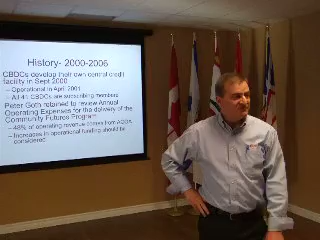 History- 2000-2006
CBDCs develop their own central credit
facility in Sept 2000
– Operational in April 2001
– All 41 CBDCs are subscribing members
Peter Goth retained to review Annual
Operating Expenses for the delivery of the
Community Futures Program
– 48% of operating revenue comes from ACOA
– Increases in operational funding should be
considered